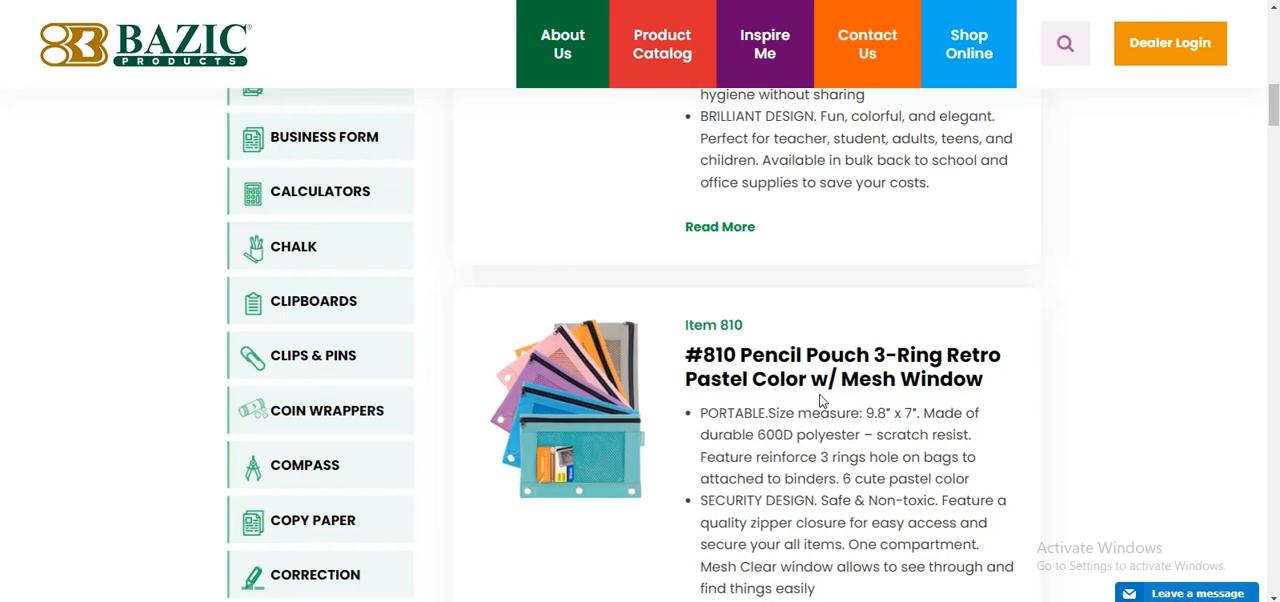 BAZIC®
PRODUCTS
About Us
Product Catalog
Inspire Me
Contact Us
Shop Online
Dealer Login
BUSINESS FORM
CALCULATORS
CHALK
CLIPBOARDS
CLIPS & PINS
COIN WRAPPERS
COMPASS
COPY PAPER
CORRECTION
hygiene without sharing
• BRILLIANT DESIGN. Fun, colorful, and elegant.
Perfect for teacher, student, adults, teens, and
children. Available in bulk back to school and
office supplies to save your costs.
Read More
Item 810
#810 Pencil Pouch 3-Ring Retro
Pastel Color w/ Mesh Window
• PORTABLE.Size measure: 9.8” x 7”. Made of
durable 600D polyester – scratch resist.
Feature reinforce 3 rings hole on bags to
attached to binders. 6 cute pastel color
• SECURITY DESIGN. Safe & Non-toxic. Feature a
quality zipper closure for easy access and
secure your all items. One compartment.
Mesh Clear window allows to see through and
find things easily
Activate Windows
Go to Settings to activate Windows.
Leave a message